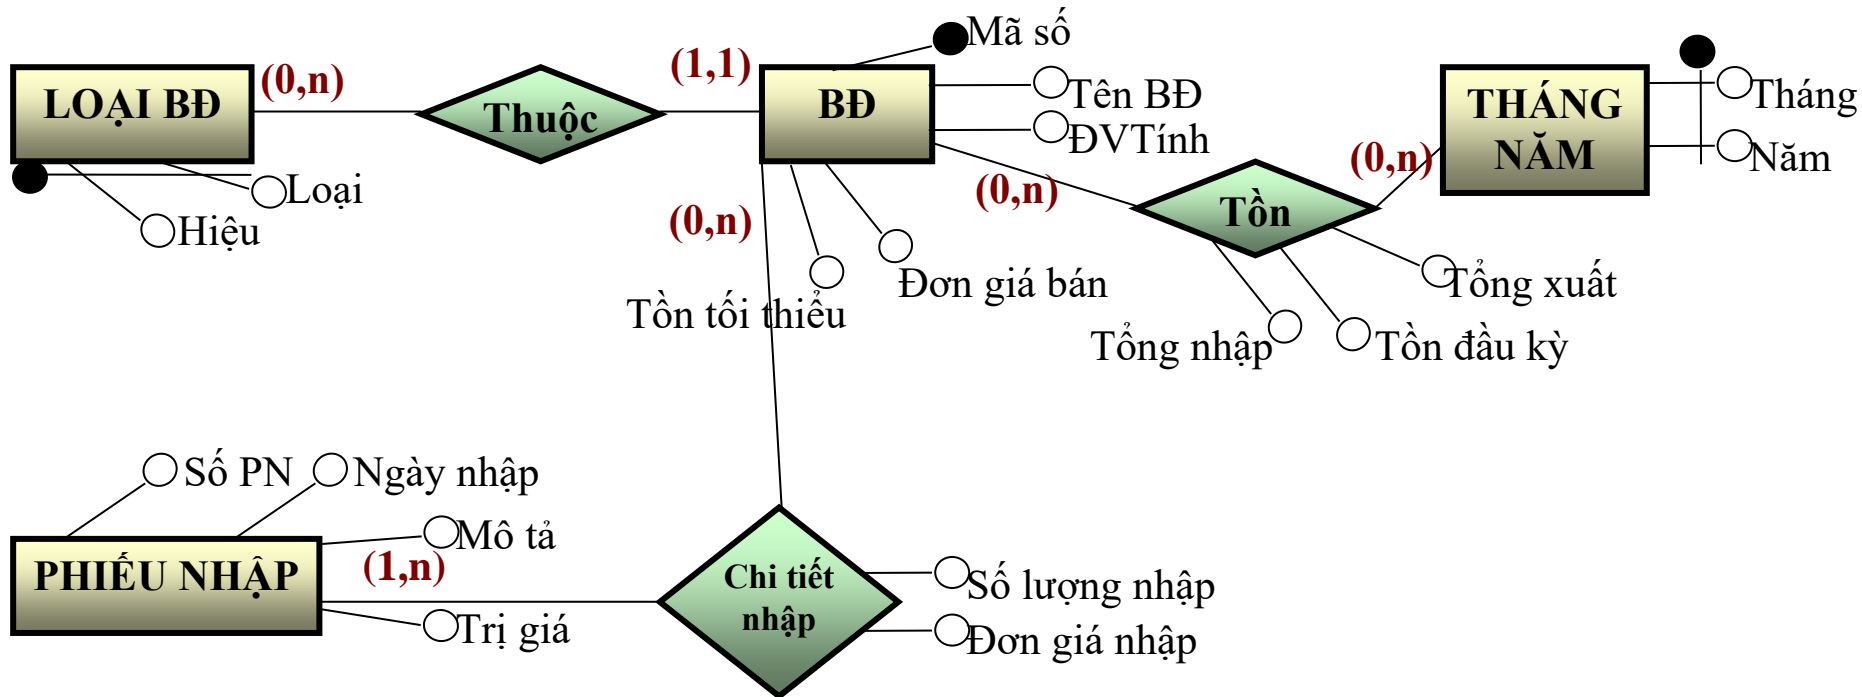 Mã số
(0,n)
(1,1)
LOẠI BĐ
Thuộc
BĐ
Tên BĐ
ĐVTính
THÁNG
NĂM
Tháng
Năm
(0,n)
(0,n)
Loại
Hiệu
(0,n)
Tồn
Tồn tối thiểu
Đơn giá bán
Tổng xuất
Tổng nhập
Tồn đầu kỳ
Số PN
Ngày nhập
Mô tả
PHIẾU NHẬP
(1,n)
Trị giá
Chi tiết
nhập
Số lượng nhập
Đơn giá nhập